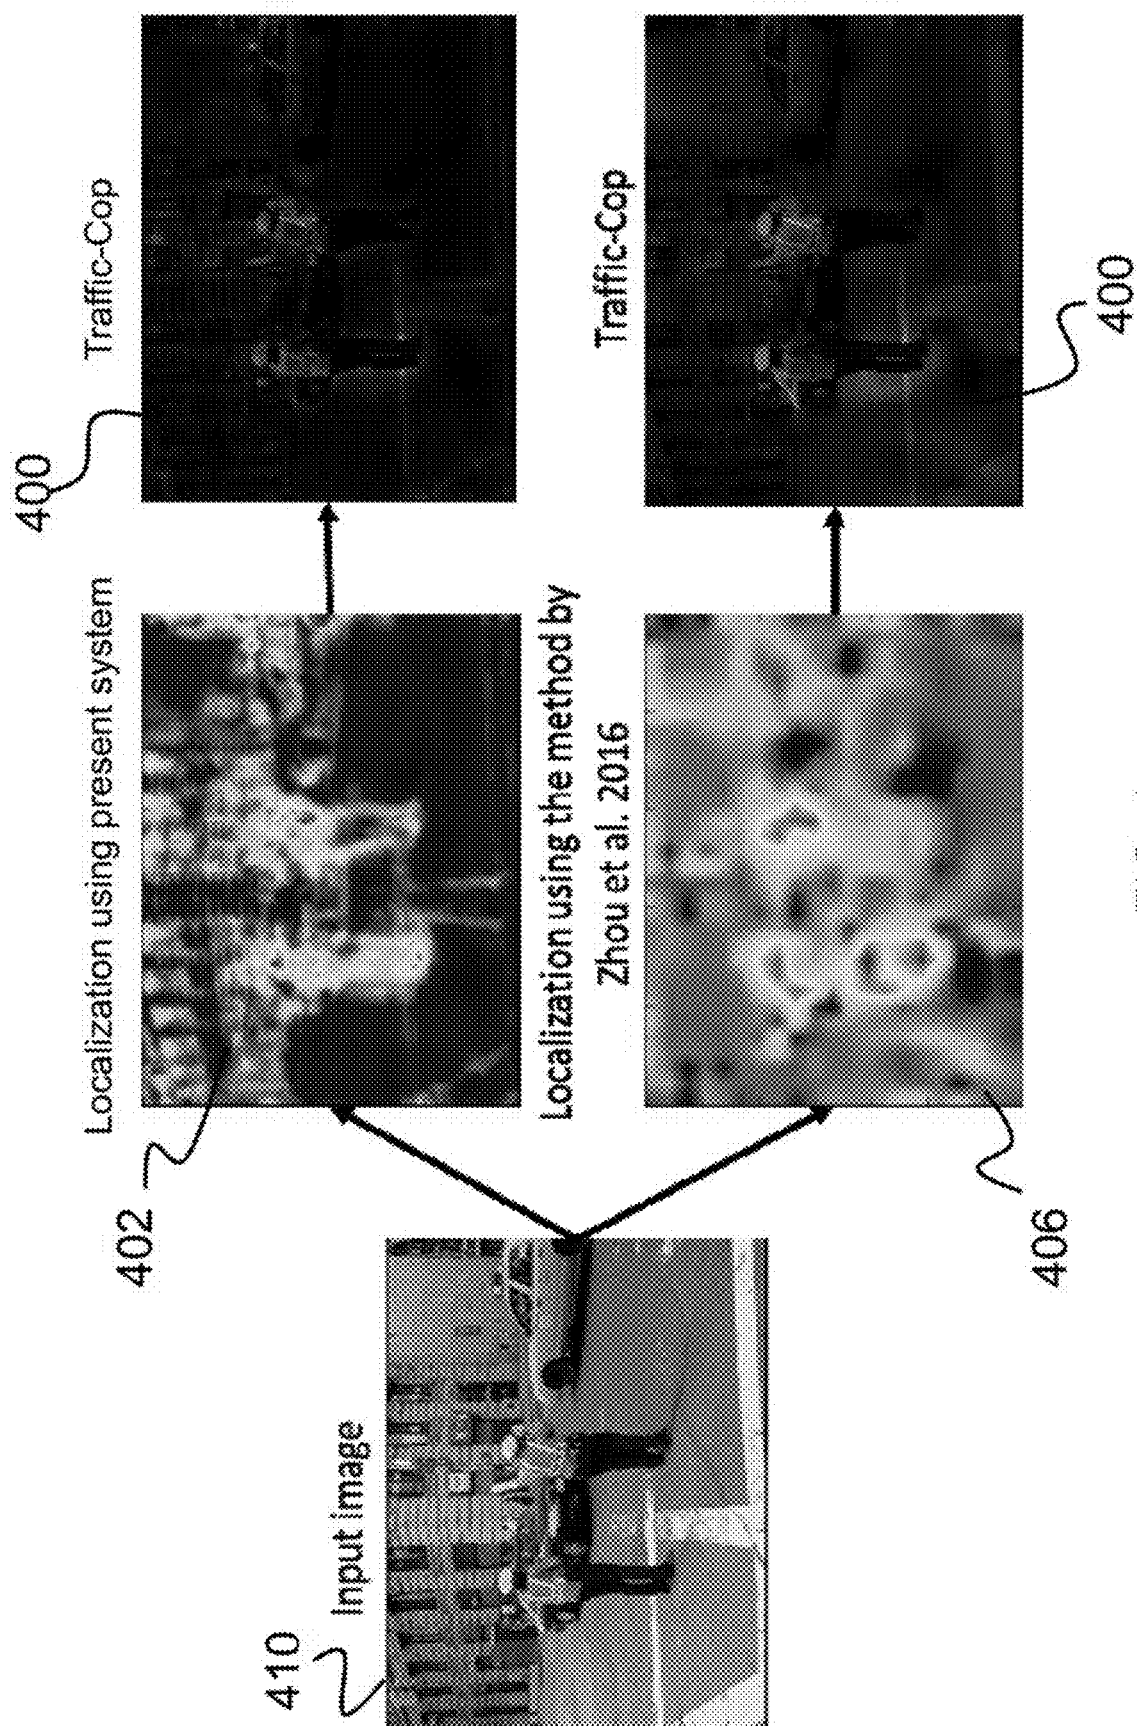 410
Input image
402
Localization using present system
400
Traffic-Cop
Localization using the method by
Zhou et al. 2016
406
Traffic-Cop
400